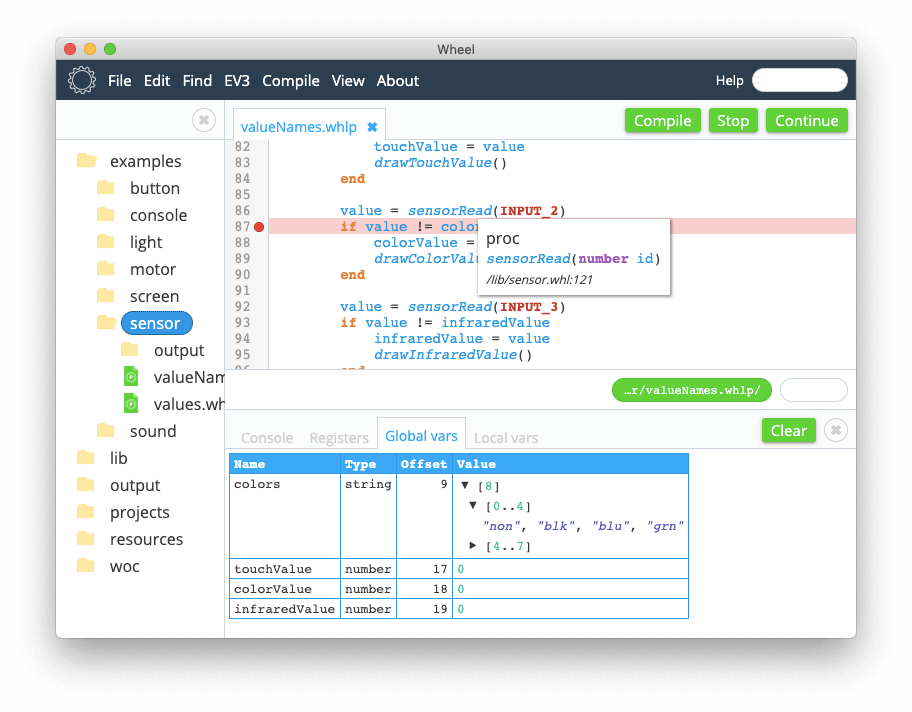 Wheel
File Edit Find EV3 Compile View About Help
valueNames.whlp
Compile Stop Continue
examples
button
console
light
motor
screen
sensor
output
valueNam
values.wh
sound
lib
output
projects
resources
woc
82 touchValue = value
83 drawTouchValue()
84 end
85
86 value = sensorRead(INPUT_2)
87 if value != color
88 colorValue =
89 drawColorValu
90 end
91
92 value = sensorRead(INPUT_3)
93 if value != infraredValue
94 infraredValue = value
95 drawInfraredValue()
96 end
proc
sensorRead(number id)
/lib/sensor.whl:121
…r/valueNames.whlp/
Console Registers Global vars Local vars
Clear
Name Type Offset Value
colors string 9 ▼ [8]
▼ [0..4]
"non", "blk", "blu", "grn"
▶ [4..7]
touchValue number 17 0
colorValue number 18 0
infraredValue number 19 0